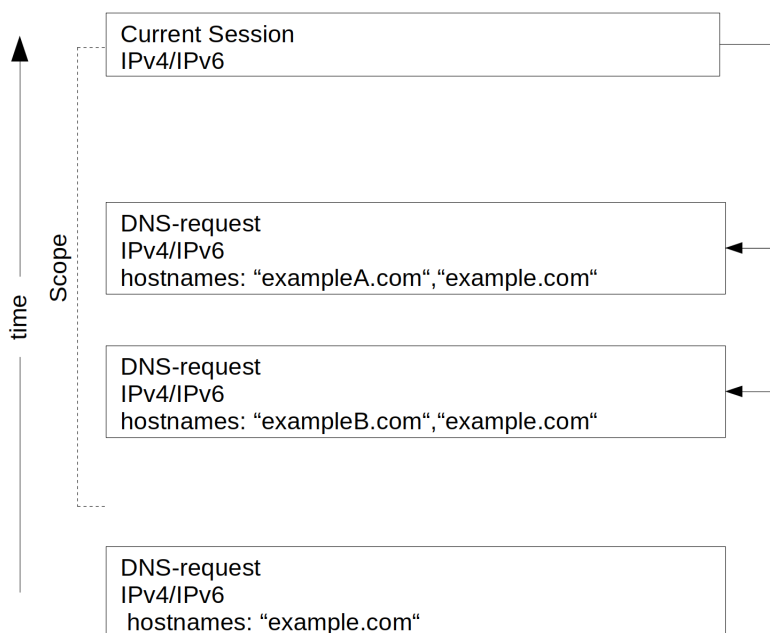 Current Session
IPv4/IPv6
DNS-request
IPv4/IPv6
hostnames: “exampleA.com“,“example.com“
Scope
time
DNS-request
IPv4/IPv6
hostnames: “exampleB.com“,“example.com“
DNS-request
IPv4/IPv6
hostnames: “example.com“